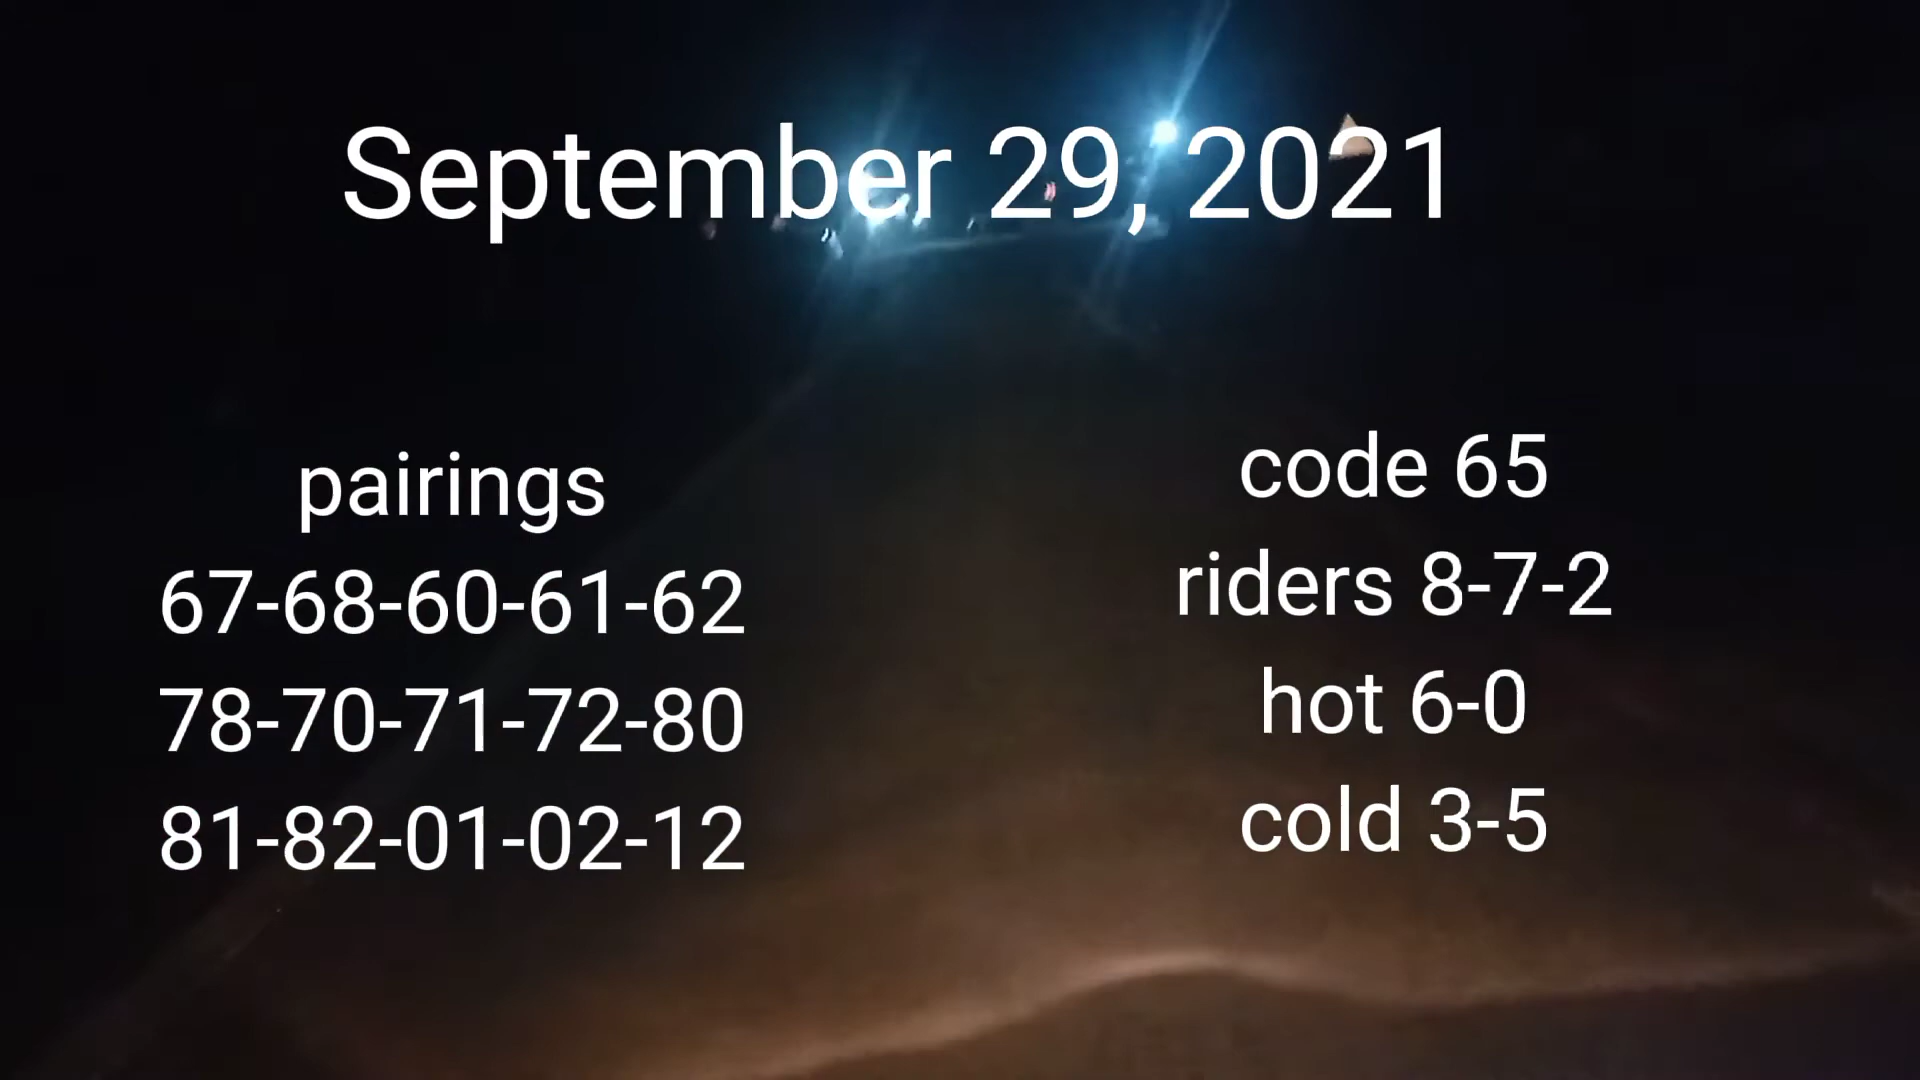 September 29, 2021
pairings
67-68-60-61-62
78-70-71-72-80
81-82-01-02-12
code 65
riders 8-7-2
hot 6-0
cold 3-5